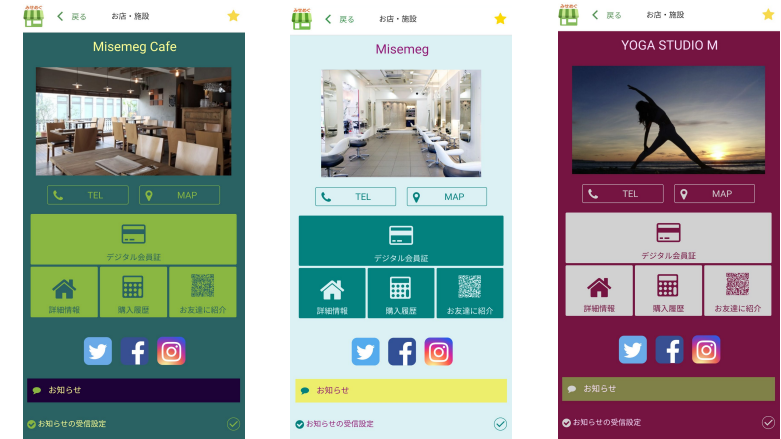 みせめぐ
戻る
お店・施設
Misemeg Cafe
TEL
MAP
デジタル会員証
詳細情報
購入履歴
お友達に紹介
お知らせ
お知らせの受信設定
みせめぐ
戻る
お店・施設
Misemeg
TEL
MAP
デジタル会員証
詳細情報
購入履歴
お友達に紹介
お知らせ
お知らせの受信設定
みせめぐ
戻る
お店・施設
YOGA STUDIO M
TEL
MAP
デジタル会員証
詳細情報
購入履歴
お友達に紹介
お知らせ
お知らせの受信設定